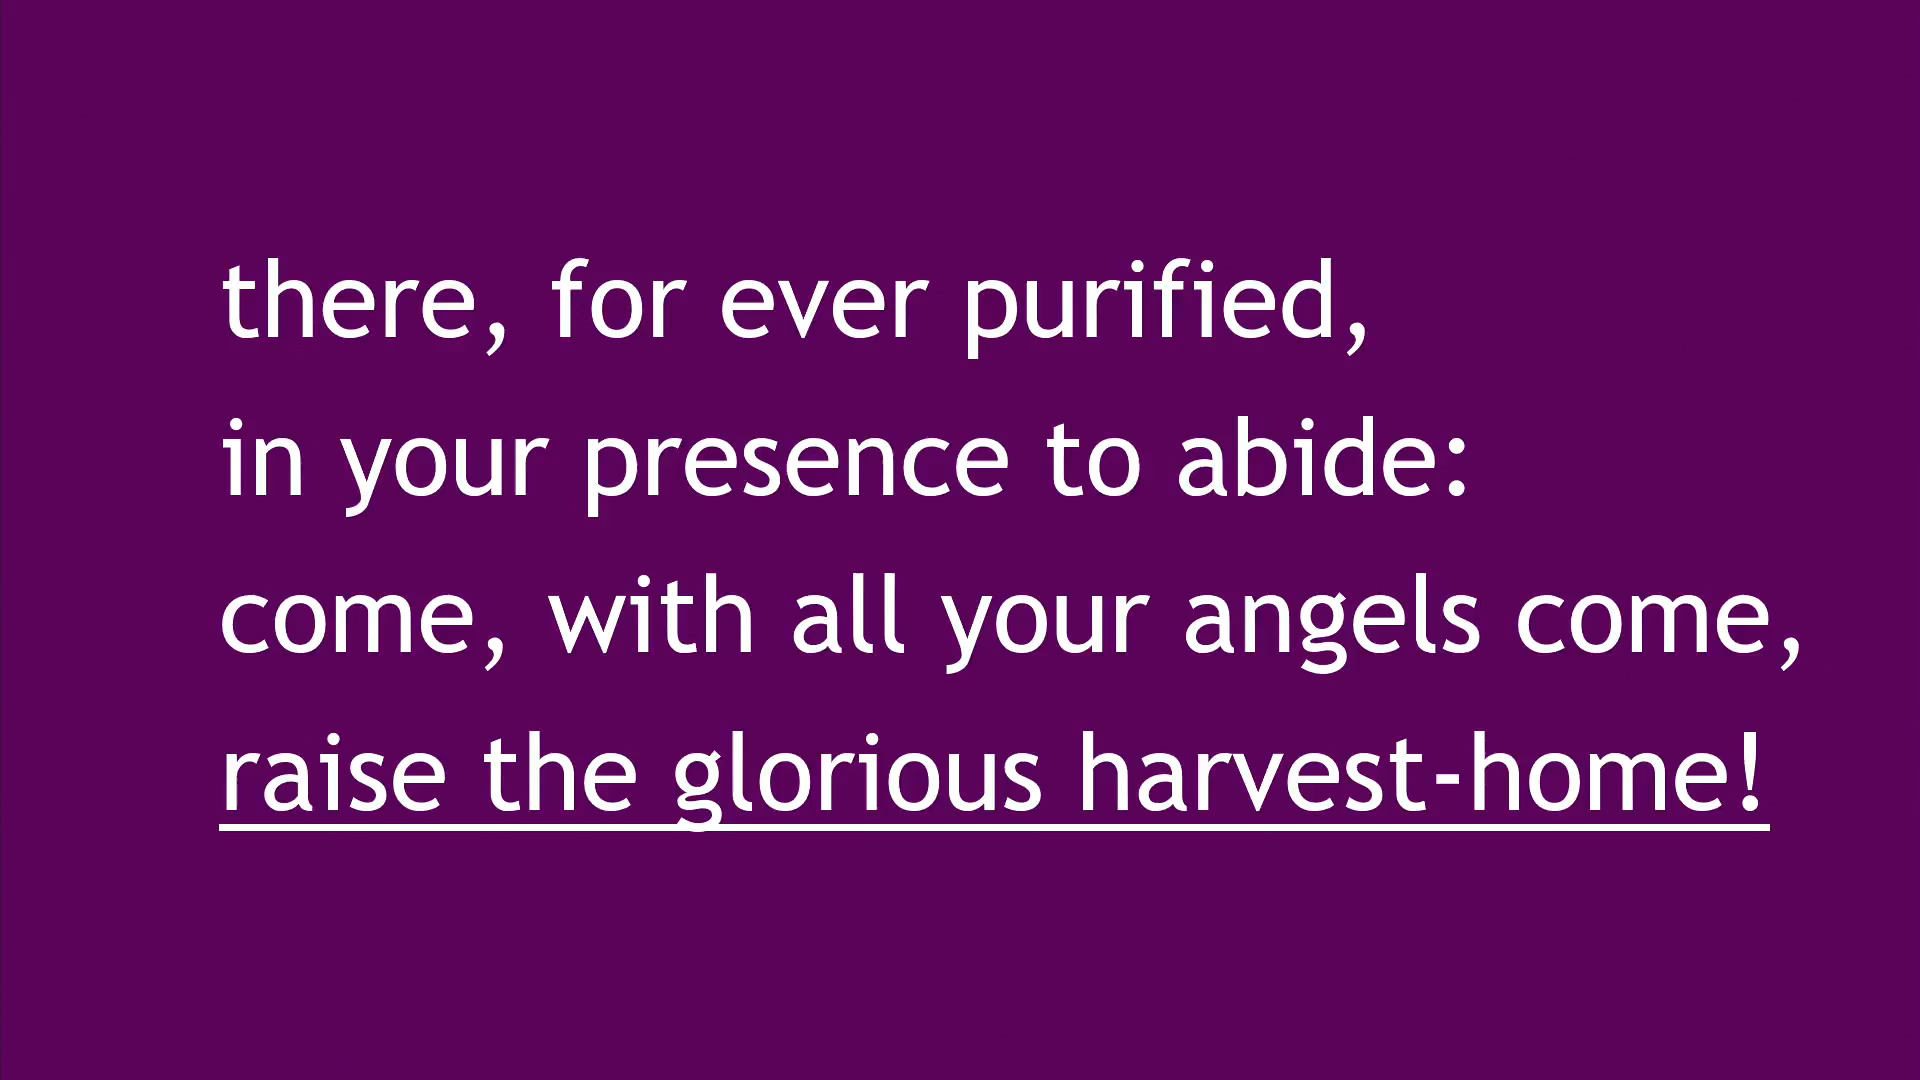 there, for ever purified,
in your presence to abide:
come, with all your angels come,
raise the glorious harvest-home!